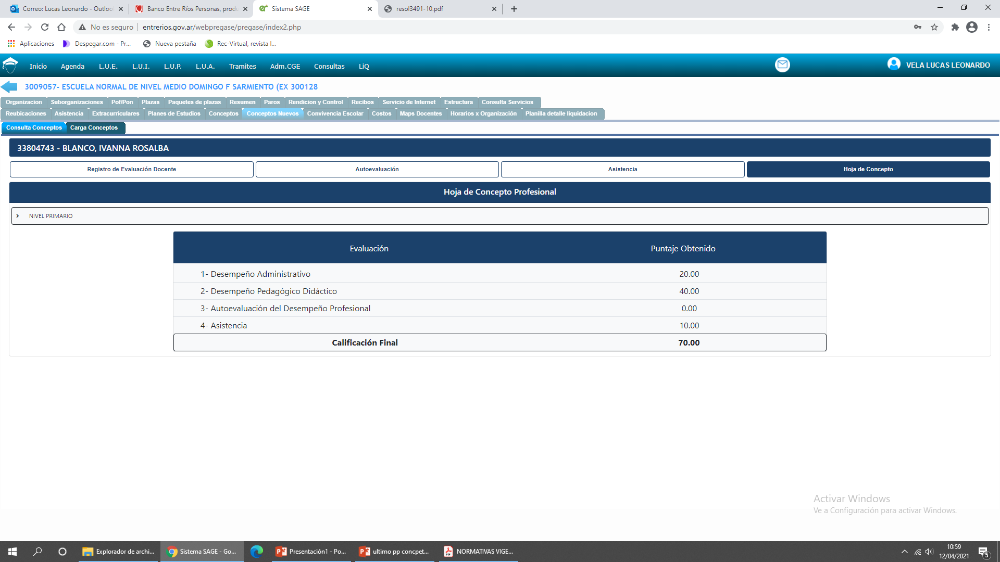 Correo: Lucas Leonardo - Outloo
Banco Entre Ríos Personas, produ
Sistema SAGE
resol3491-10.pdf
No es seguro
entrerios.gov.ar/webpregase/pregase/index2.php
Aplicaciones
Despegar.com - Pr...
Nueva pestaña
Rec-Virtual, revista I...
Inicio
Agenda
L.U.E.
L.U.I.
L.U.P.
L.U.A.
Tramites
Adm.CGE
Consultas
LiQ
VELA LUCAS LEONARDO
3009057- ESCUELA NORMAL DE NIVEL MEDIO DOMINGO F SARMIENTO (EX 300128
Organizacion
Suborganizaciones
Pof/Pon
Plazas
Paquetes de plazas
Resumen
Paros
Rendicion y Control
Recibos
Servicio de Internet
Estructura
Consulta Servicios
Reubicaciones
Asistencia
Extracurriculares
Planes de Estudios
Conceptos
Conceptos Nuevos
Convivencia Escolar
Costos
Maps Docentes
Horarios x Organización
Planilla detalle liquidacion
Consulta Conceptos
Carga Conceptos
33804743 - BLANCO, IVANNA ROSALBA
Registro de Evaluación Docente
Autoevaluación
Asistencia
Hoja de Concepto
Hoja de Concepto Profesional
NIVEL PRIMARIO
Evaluación
Puntaje Obtenido
1- Desempeño Administrativo
20.00
2- Desempeño Pedagógico Didáctico
40.00
3- Autoevaluación del Desempeño Profesional
0.00
4- Asistencia
10.00
Calificación Final
70.00
Activar Windows
Ve a Configuración para activar Windows.
Explorador de archi...
Sistema SAGE - Go...
Presentación1 - Po...
ultimo pp concpet...
NORMATIVAS VIGE...
10:59
12/04/2021
5